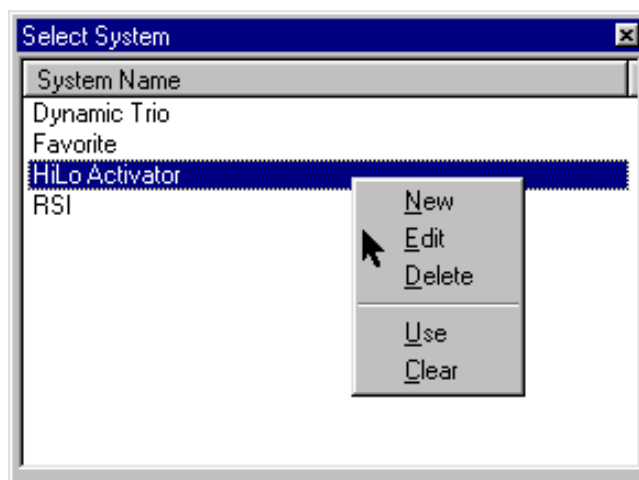 Select System
System Name
Dynamic Trio
Favorite
HiLo Activator
RSI
New
Edit
Delete
Use
Clear